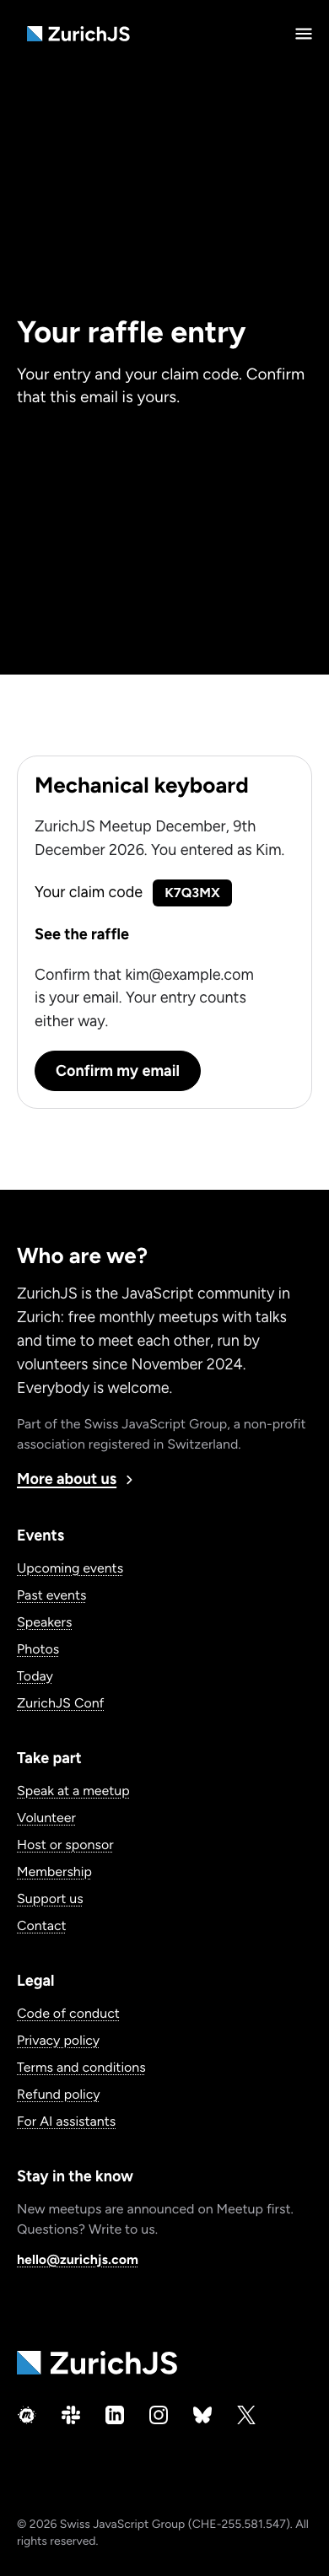 ZurichJS
Your raffle entry
Your entry and your claim code. Confirm
that this email is yours.
Mechanical keyboard
ZurichJS Meetup December, 9th
December 2026. You entered as Kim.
Your claim code K7Q3MX
See the raffle
Confirm that kim@example.com
is your email. Your entry counts
either way.
Confirm my email
Who are we?
ZurichJS is the JavaScript community in
Zurich: free monthly meetups with talks
and time to meet each other, run by
volunteers since November 2024.
Everybody is welcome.
Part of the Swiss JavaScript Group, a non-profit
association registered in Switzerland.
More about us
Events
Upcoming events
Past events
Speakers
Photos
Today
ZurichJS Conf
Take part
Speak at a meetup
Volunteer
Host or sponsor
Membership
Support us
Contact
Legal
Code of conduct
Privacy policy
Terms and conditions
Refund policy
For AI assistants
Stay in the know
New meetups are announced on Meetup first.
Questions? Write to us.
hello@zurichjs.com
ZurichJS
© 2026 Swiss JavaScript Group (CHE-255.581.547). All
rights reserved.